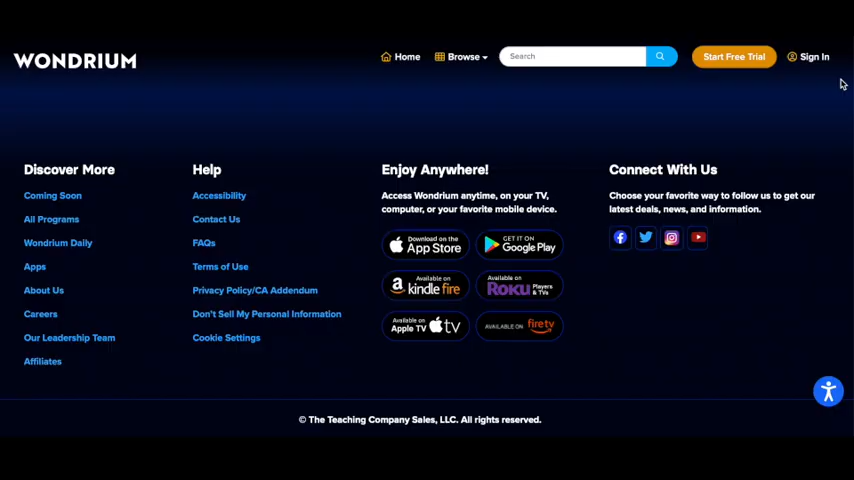 WONDRIUM
Home
Browse
Search
Start Free Trial
Sign In
Discover More
Coming Soon
All Programs
Wondrium Daily
Apps
About Us
Careers
Our Leadership Team
Affiliates
Help
Accessibility
Contact Us
FAQs
Terms of Use
Privacy Policy/CA Addendum
Don't Sell My Personal Information
Cookie Settings
Enjoy Anywhere!
Access Wondrium anytime, on your TV,
computer, or your favorite mobile device.
Download on the
App Store
GET IT ON
Google Play
Available on
kindle fire
Available on
ROKU Players
& TVs
Available on
Apple TV tv
AVAILABLE ON firetv
Connect With Us
Choose your favorite way to follow us to get our
latest deals, news, and information.
© The Teaching Company Sales, LLC. All rights reserved.